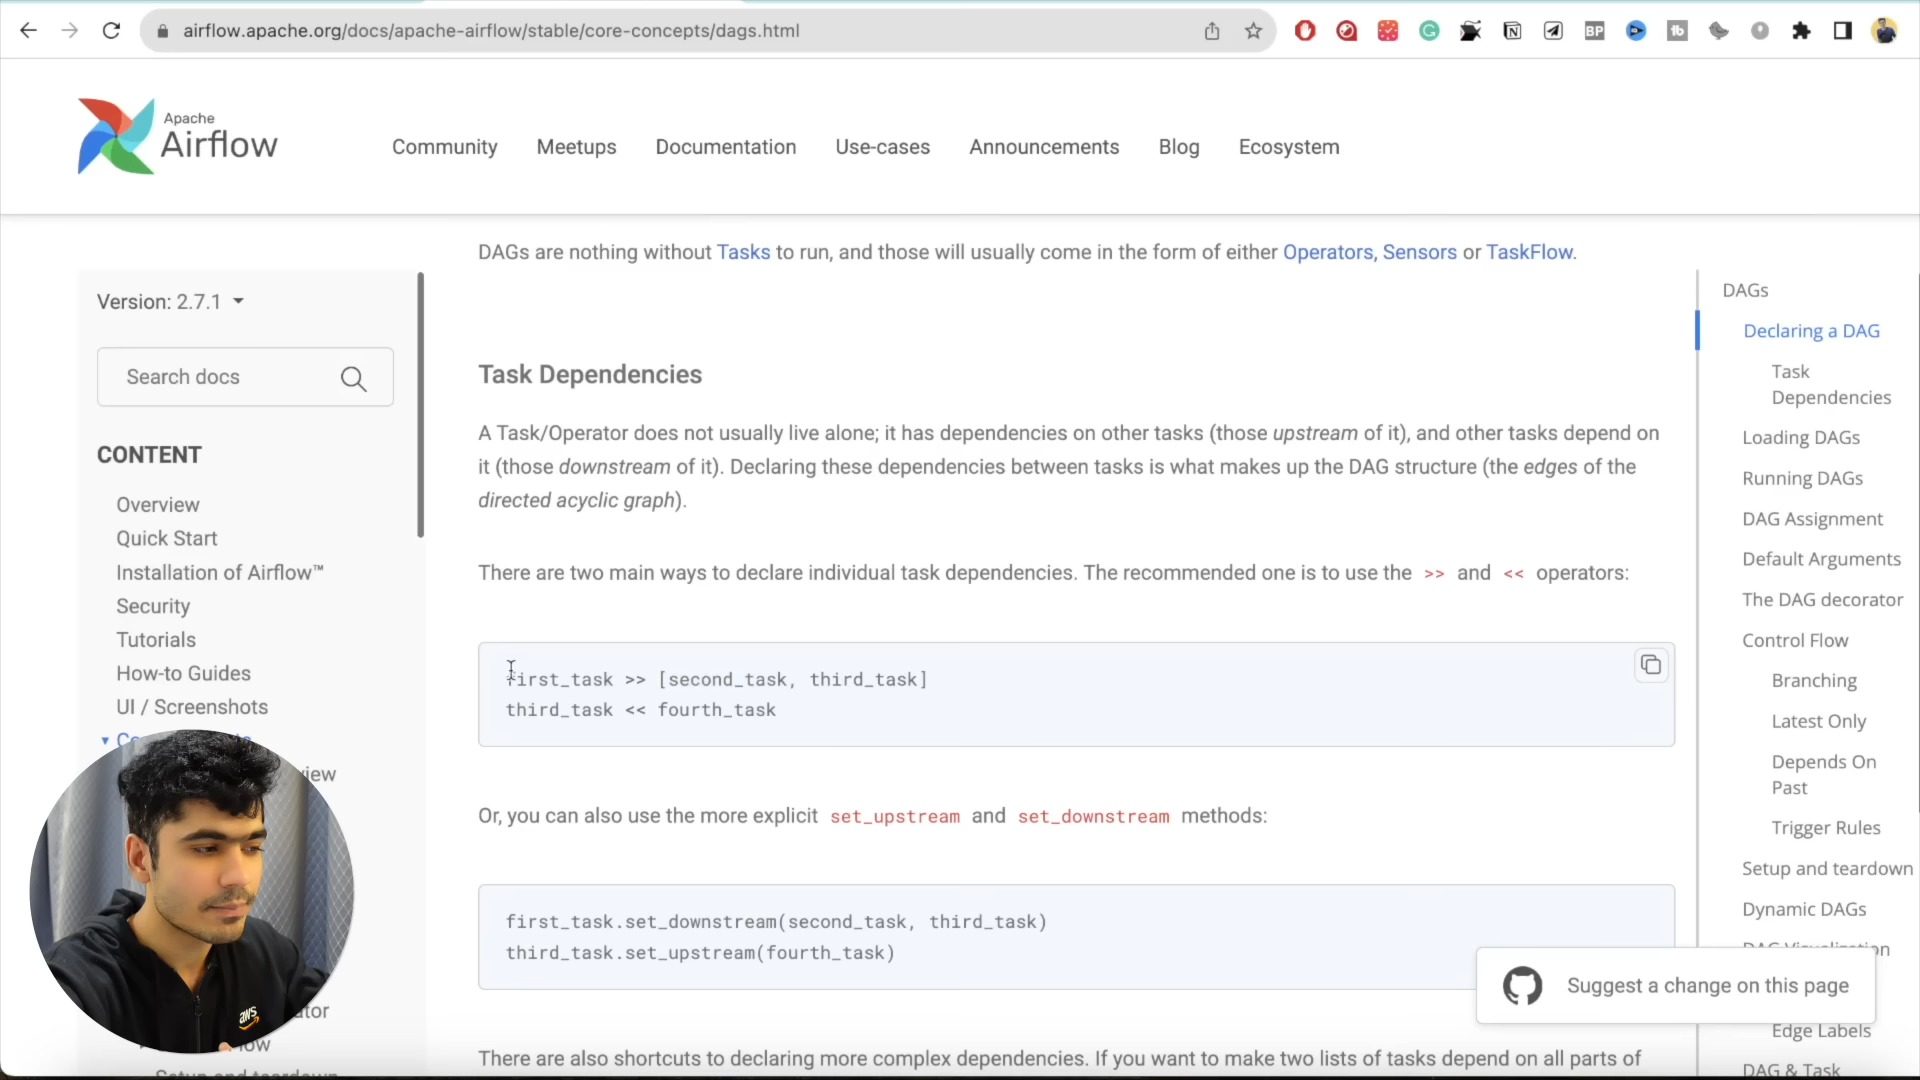 airflow.apache.org/docs/apache-airflow/stable/core-concepts/dags.html
BP
tb
Apache
Airflow
Community
Meetups
Documentation
Use-cases
Announcements
Blog
Ecosystem
Version: 2.7.1
Search docs
CONTENT
Overview
Quick Start
Installation of Airflow™
Security
Tutorials
How-to Guides
UI / Screenshots
DAGs are nothing without Tasks to run, and those will usually come in the form of either Operators, Sensors or TaskFlow.
Task Dependencies
A Task/Operator does not usually live alone; it has dependencies on other tasks (those upstream of it), and other tasks depend on
it (those downstream of it). Declaring these dependencies between tasks is what makes up the DAG structure (the edges of the
directed acyclic graph).
There are two main ways to declare individual task dependencies. The recommended one is to use the >> and << operators:
first_task >> [second_task, third_task]
third_task << fourth_task
Or, you can also use the more explicit set_upstream and set_downstream methods:
first_task.set_downstream(second_task, third_task)
third_task.set_upstream(fourth_task)
There are also shortcuts to declaring more complex dependencies. If you want to make two lists of tasks depend on all parts of
DAGs
Declaring a DAG
Task
Dependencies
Loading DAGs
Running DAGs
DAG Assignment
Default Arguments
The DAG decorator
Control Flow
Branching
Latest Only
Depends On
Past
Trigger Rules
Setup and teardown
Dynamic DAGs
DAG Visualization
Suggest a change on this page
Edge Labels
DAG & Task
aws